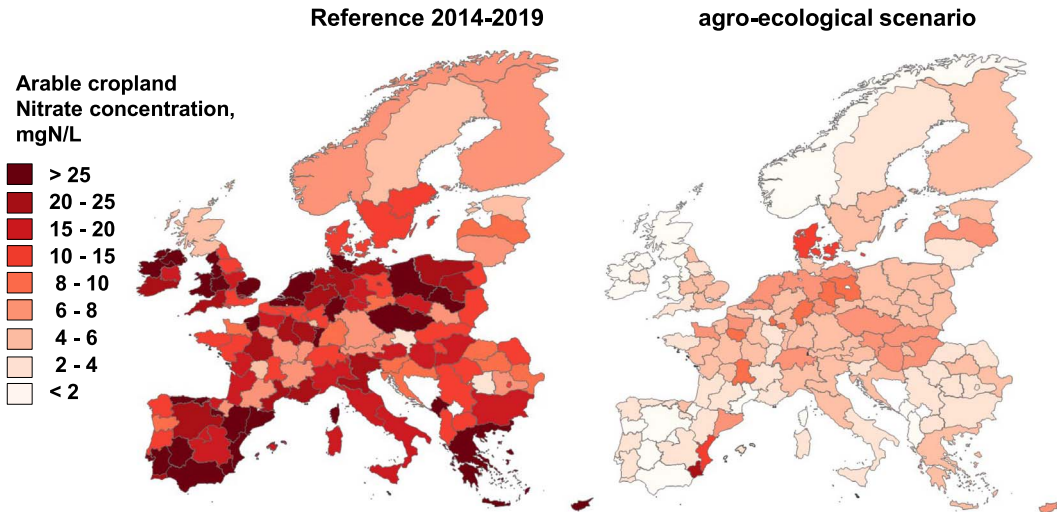 Reference 2014-2019
agro-ecological scenario
Arable cropland
Nitrate concentration,
mgN/L
> 25
20 - 25
15 - 20
10 - 15
8 - 10
6 - 8
4 - 6
2 - 4
< 2